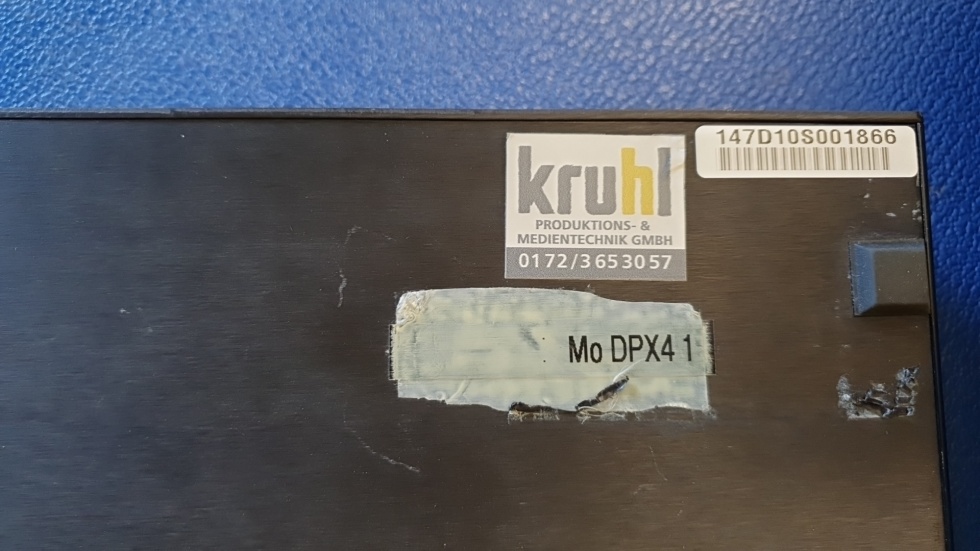 147D10S001866
kruhl
PRODUKTIONS- &
MEDIENTECHNIK GMBH
0172/3653057
Mo DPX4 1